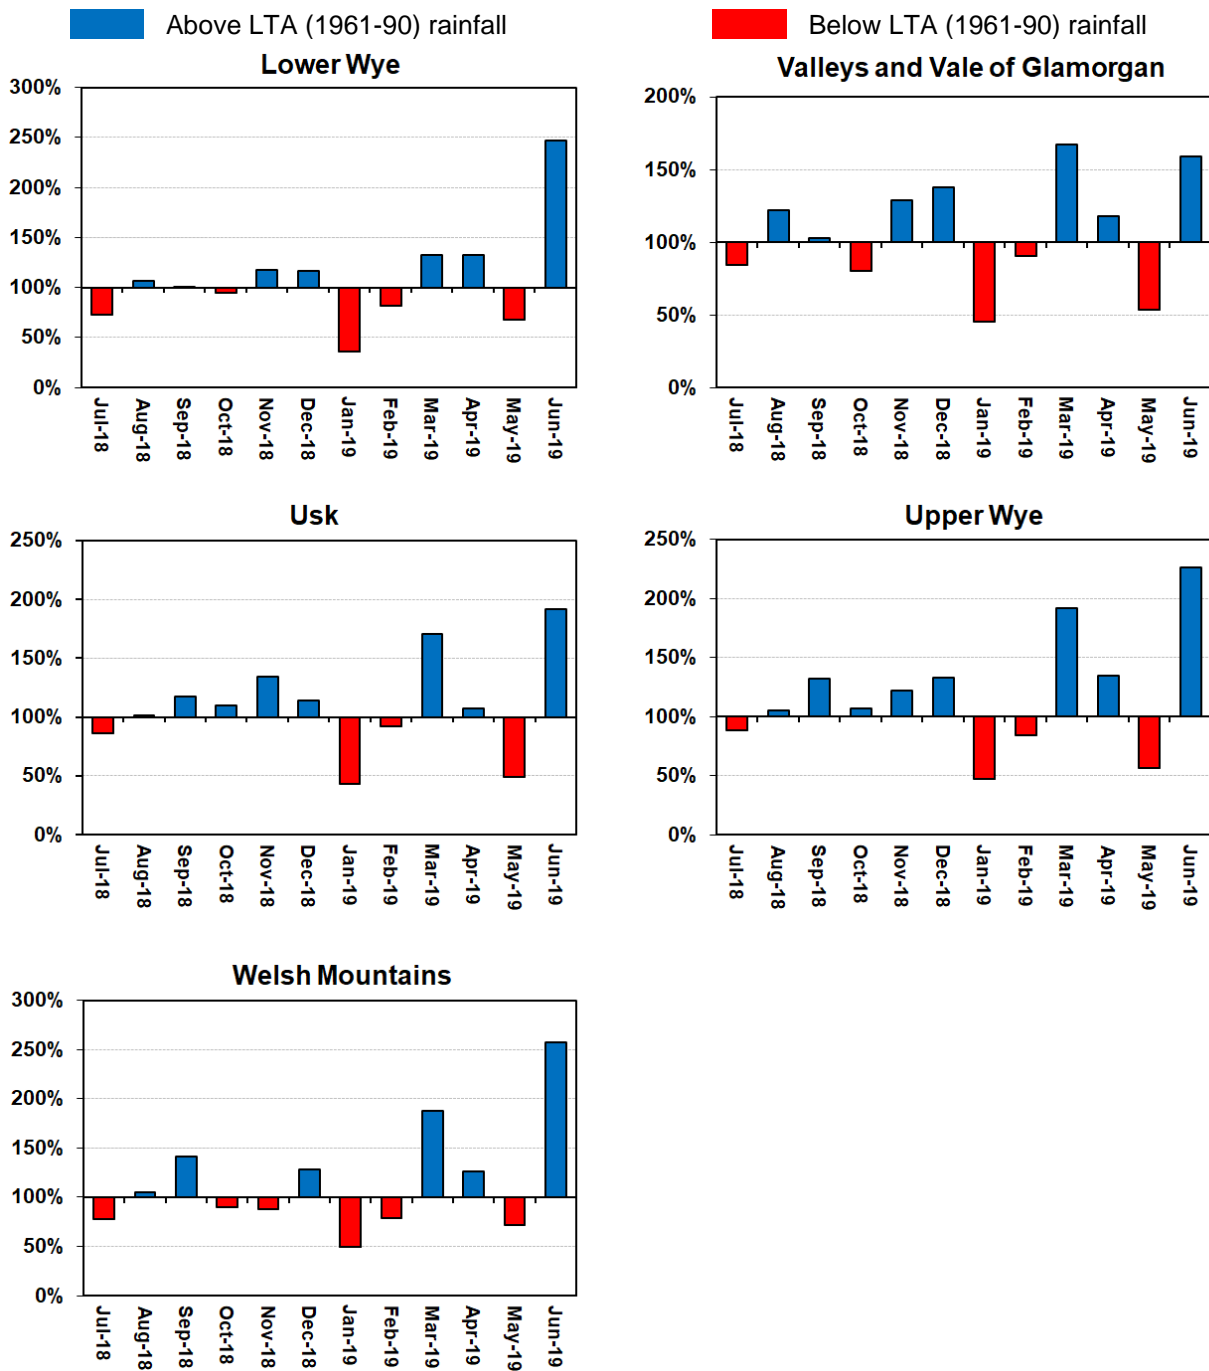 Above LTA (1961-90) rainfall
Below LTA (1961-90) rainfall
Lower Wye
300%
250%
200%
150%
100%
50%
0%
Jul-18
Aug-18
Sep-18
Oct-18
Nov-18
Dec-18
Jan-19
Feb-19
Mar-19
Apr-19
May-19
Jun-19
Valleys and Vale of Glamorgan
200%
150%
100%
50%
0%
Jul-18
Aug-18
Sep-18
Oct-18
Nov-18
Dec-18
Jan-19
Feb-19
Mar-19
Apr-19
May-19
Jun-19
Usk
250%
200%
150%
100%
50%
0%
Jul-18
Aug-18
Sep-18
Oct-18
Nov-18
Dec-18
Jan-19
Feb-19
Mar-19
Apr-19
May-19
Jun-19
Upper Wye
250%
200%
150%
100%
50%
0%
Jul-18
Aug-18
Sep-18
Oct-18
Nov-18
Dec-18
Jan-19
Feb-19
Mar-19
Apr-19
May-19
Jun-19
Welsh Mountains
300%
250%
200%
150%
100%
50%
0%
Jul-18
Aug-18
Sep-18
Oct-18
Nov-18
Dec-18
Jan-19
Feb-19
Mar-19
Apr-19
May-19
Jun-19